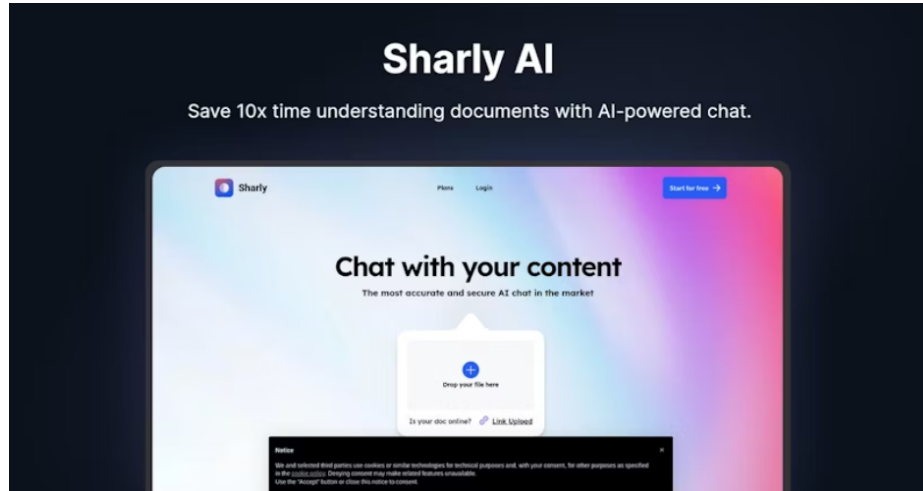 Sharly AI
Save 10x time understanding documents with AI-powered chat.
Sharly
Plans
Login
Start for free →
Chat with your content
The most accurate and secure AI chat in the market
Drop your file here
Is your doc online? Link Upload
Notice
×
We and selected third parties use cookies or similar technologies for technical purposes and, with your consent, for other purposes as specified
in the cookie policy. Denying consent may make related features unavailable.
Use the "Accept" button or close this notice to consent.